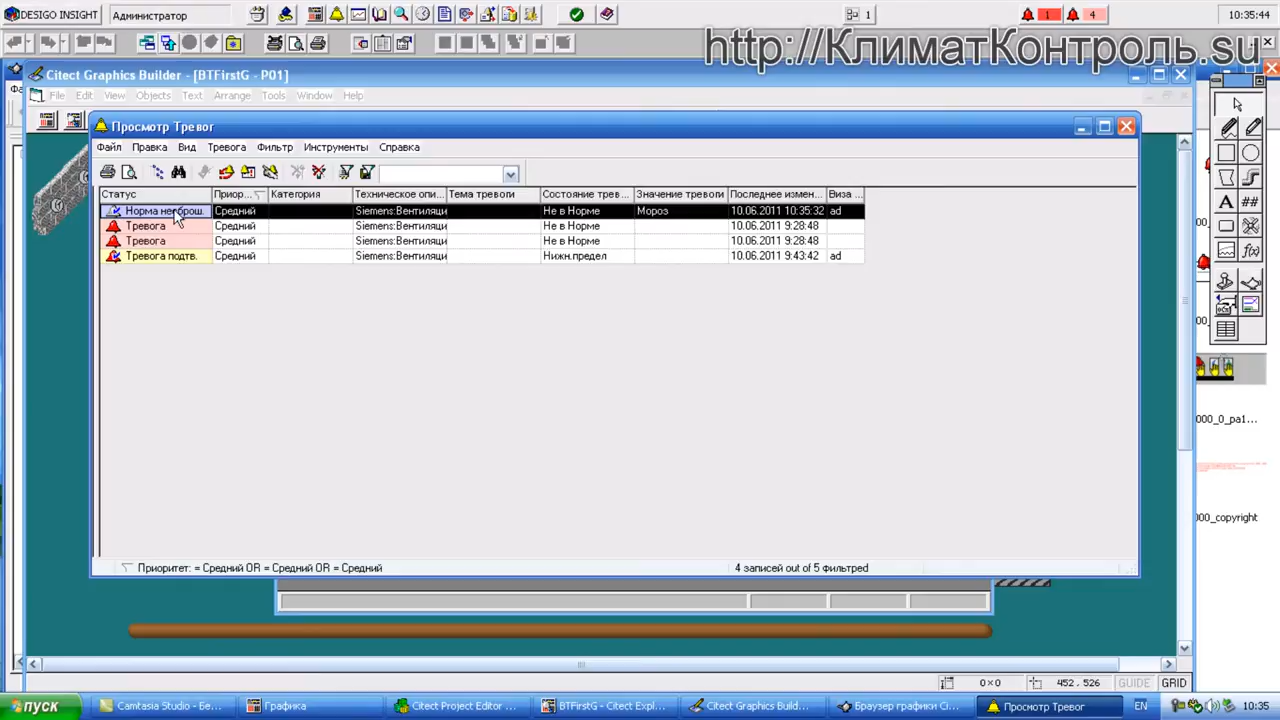 DESIGO INSIGHT Администратор 1 1 4 10:35:44
http://КлиматКонтроль.su
Citect Graphics Builder - [BTFirstG - P01]
File Edit View Objects Text Arrange Tools Window Help
Просмотр Тревог
Файл Правка Вид Тревога Фильтр Инструменты Справка
Статус Приор... Категория Техническое опи... Тема тревоги Состояние трев... Значение тревоги Последнее измен... Виза ...
Норма несброш. Средний Siemens:Вентиляци Не в Норме Мороз 10.06.2011 10:35:32 ad
Тревога Средний Siemens:Вентиляци Не в Норме 10.06.2011 9:28:48
Тревога Средний Siemens:Вентиляци Не в Норме 10.06.2011 9:28:48
Тревога подтв. Средний Siemens:Вентиляци Нижн.предел 10.06.2011 9:43:42 ad
A ##
f(x)
000_0_pa1...
000_copyright
Приоритет: = Средний OR = Средний OR = Средний 4 записей out of 5 фильтред
0×0 452, 526 GUIDE GRID
пуск Camtasia Studio - Бе... Графика Citect Project Editor ... BTFirstG - Citect Expl... Citect Graphics Build... Браузер графики Ci... Просмотр Тревог EN 10:35